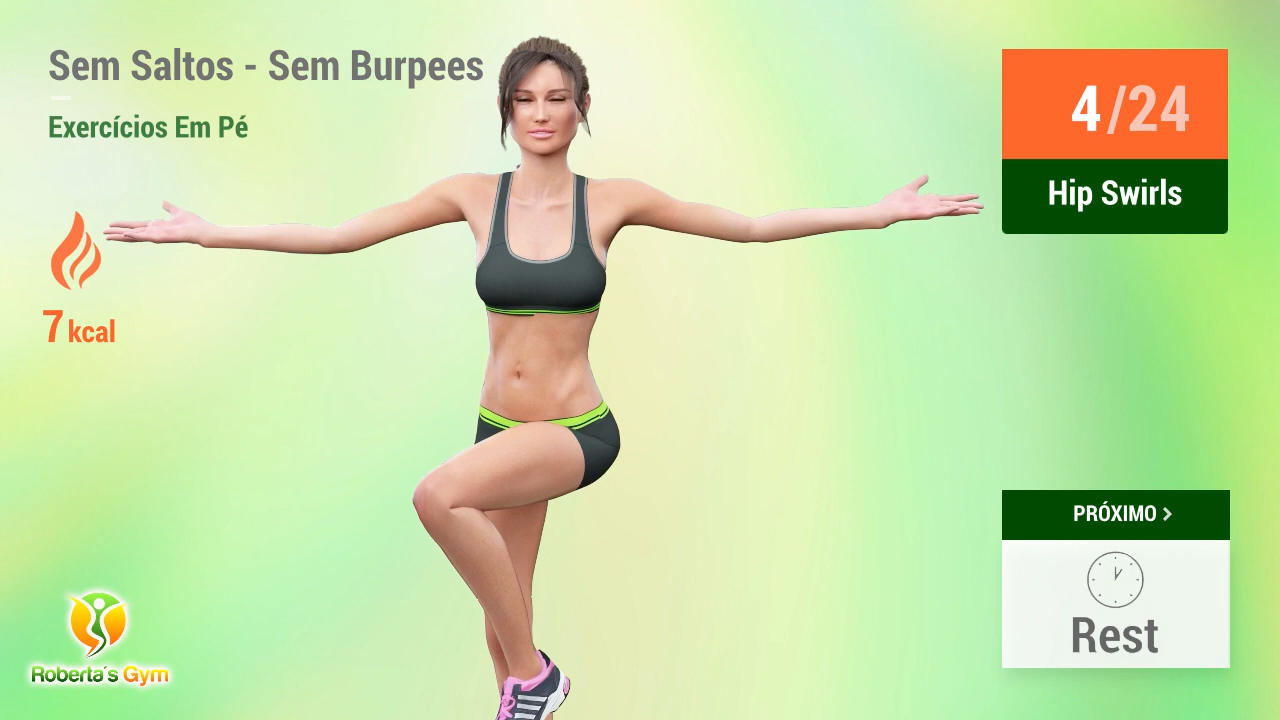 Sem Saltos - Sem Burpees
Exercícios Em Pé
4/24
Hip Swirls
7 kcal
PRÓXIMO >
Rest
Roberta´s Gym